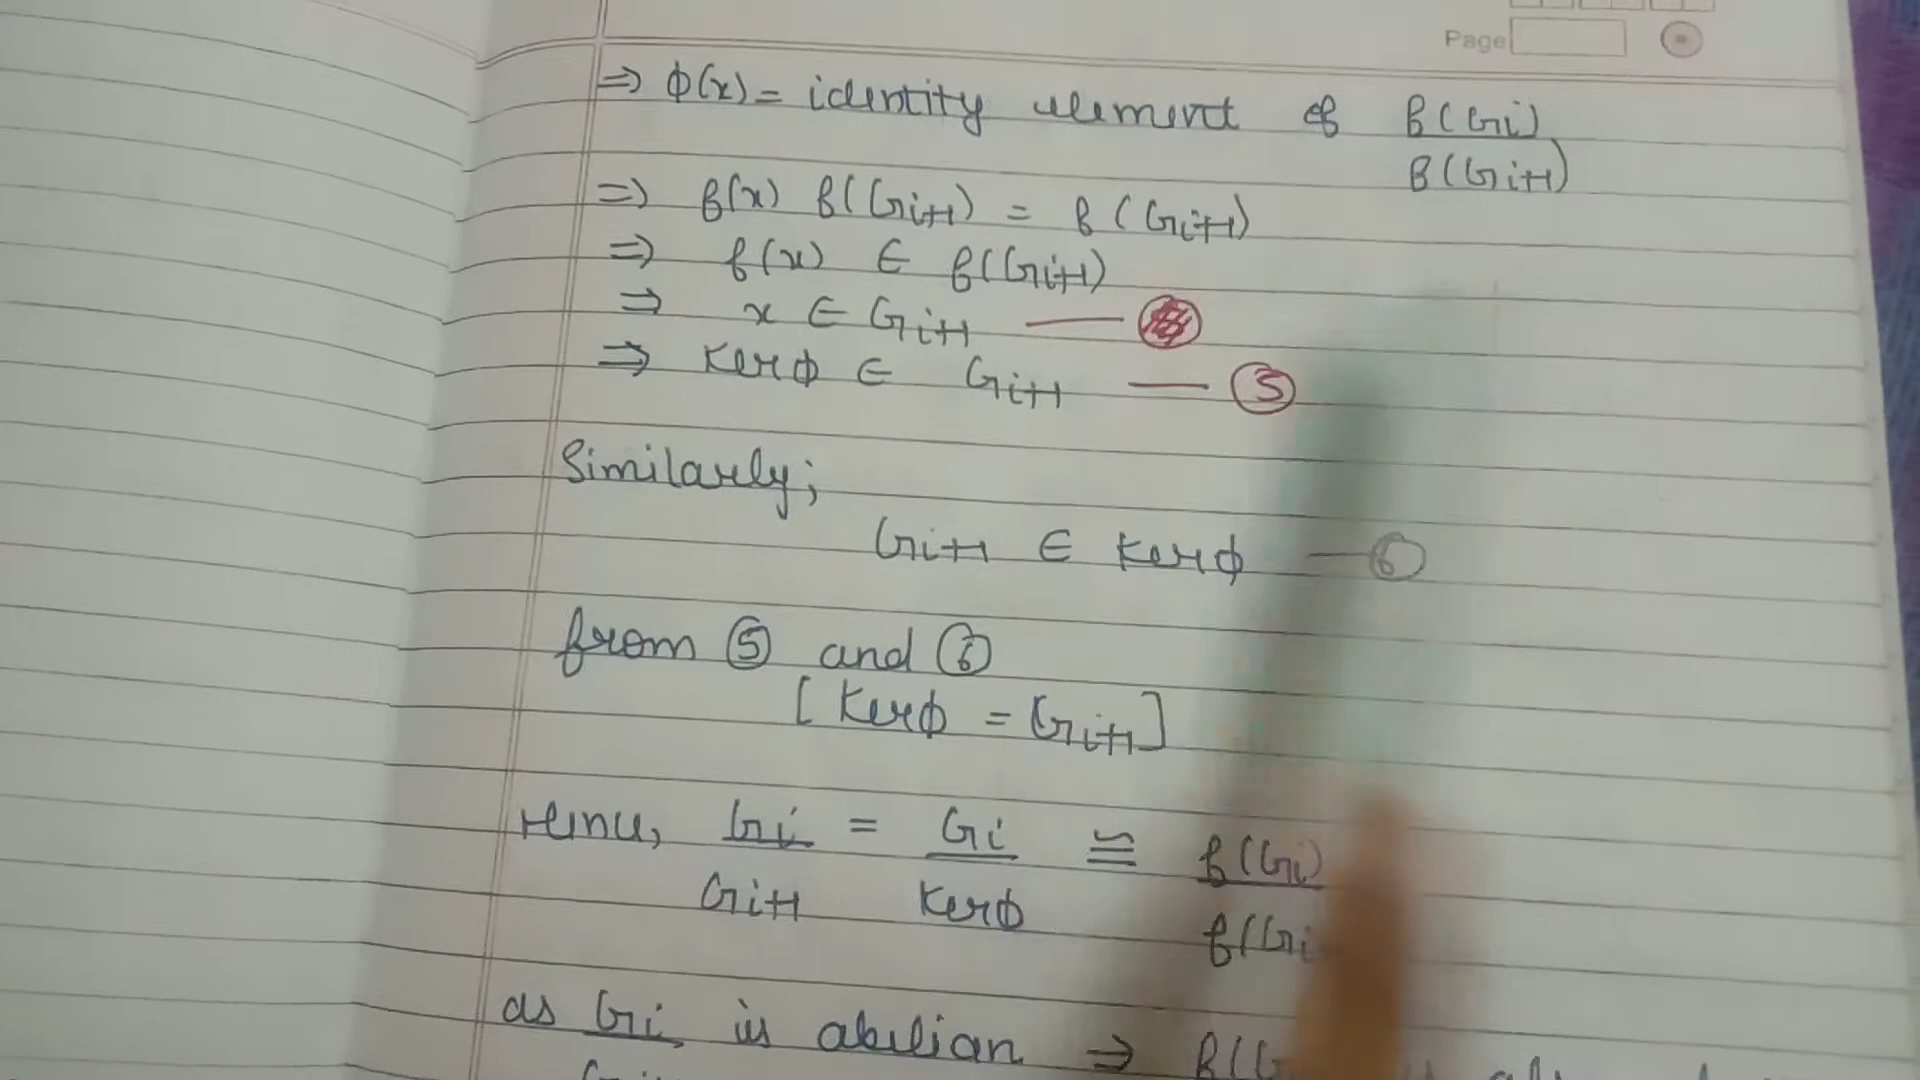 Page
⇒ ϕ(x) = identity element of f(Gi)
f(Gi+1)
⇒ f(x) f(Gi+1) = f(Gi+1)
⇒ f(x) ∈ f(Gi+1)
⇒ x ∈ Gi+1 —
⇒ Kerϕ ∈ Gi+1 — ⑤
Similarly;
Gi+1 ∈ Kerϕ — ⑥
from ⑤ and ⑥
[Kerϕ = Gi+1]
Hence, Gi = Gi ≅ f(Gi)
Gi+1 Kerϕ f(Gi
as Gi is abelian ⇒